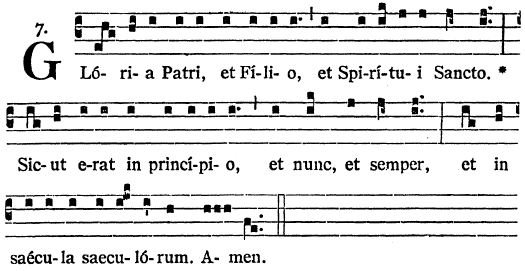 7.
GLó- ri- a Patri, et Fí- li- o, et Spi- rí- tu- i Sancto. *
Sic- ut e- rat in princí- pi- o, et nunc, et semper, et in
saécu- la saecu- ló- rum. A- men.